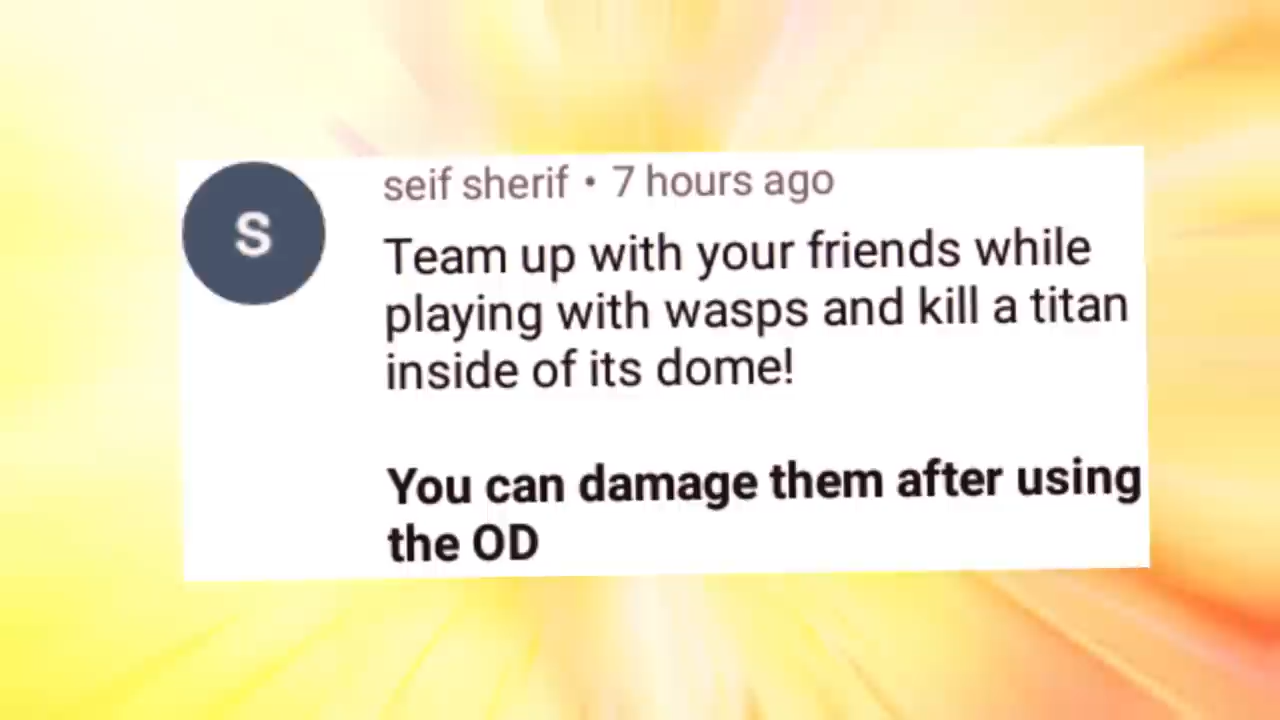 S
seif sherif • 7 hours ago
Team up with your friends while
playing with wasps and kill a titan
inside of its dome!
You can damage them after using
the OD